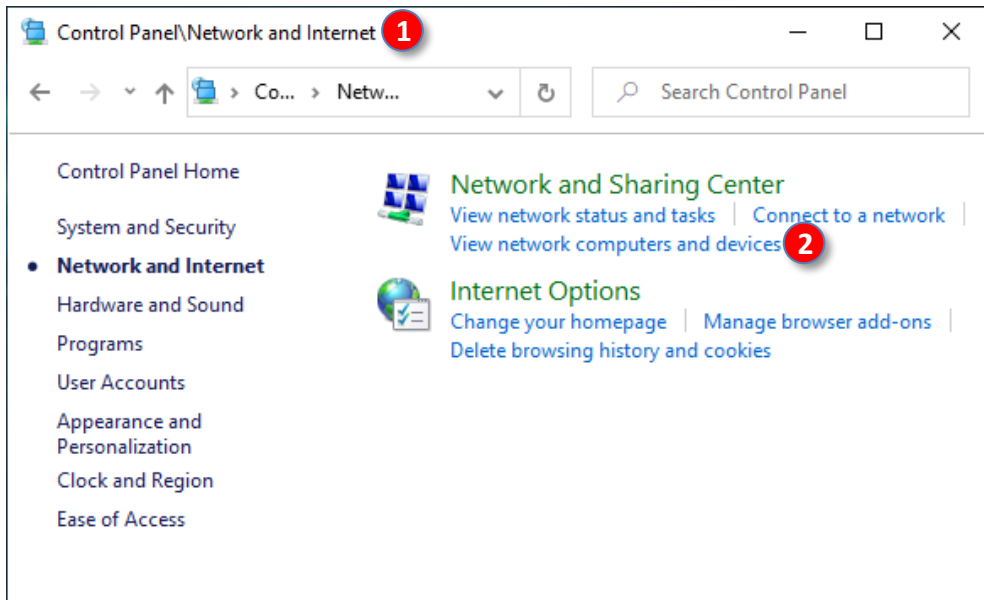 Control Panel\Network and Internet 1
Co... Netw... Search Control Panel
Control Panel Home
System and Security
Network and Internet
Hardware and Sound
Programs
User Accounts
Appearance and
Personalization
Clock and Region
Ease of Access
Network and Sharing Center
View network status and tasks Connect to a network
View network computers and devices 2
Internet Options
Change your homepage Manage browser add-ons
Delete browsing history and cookies